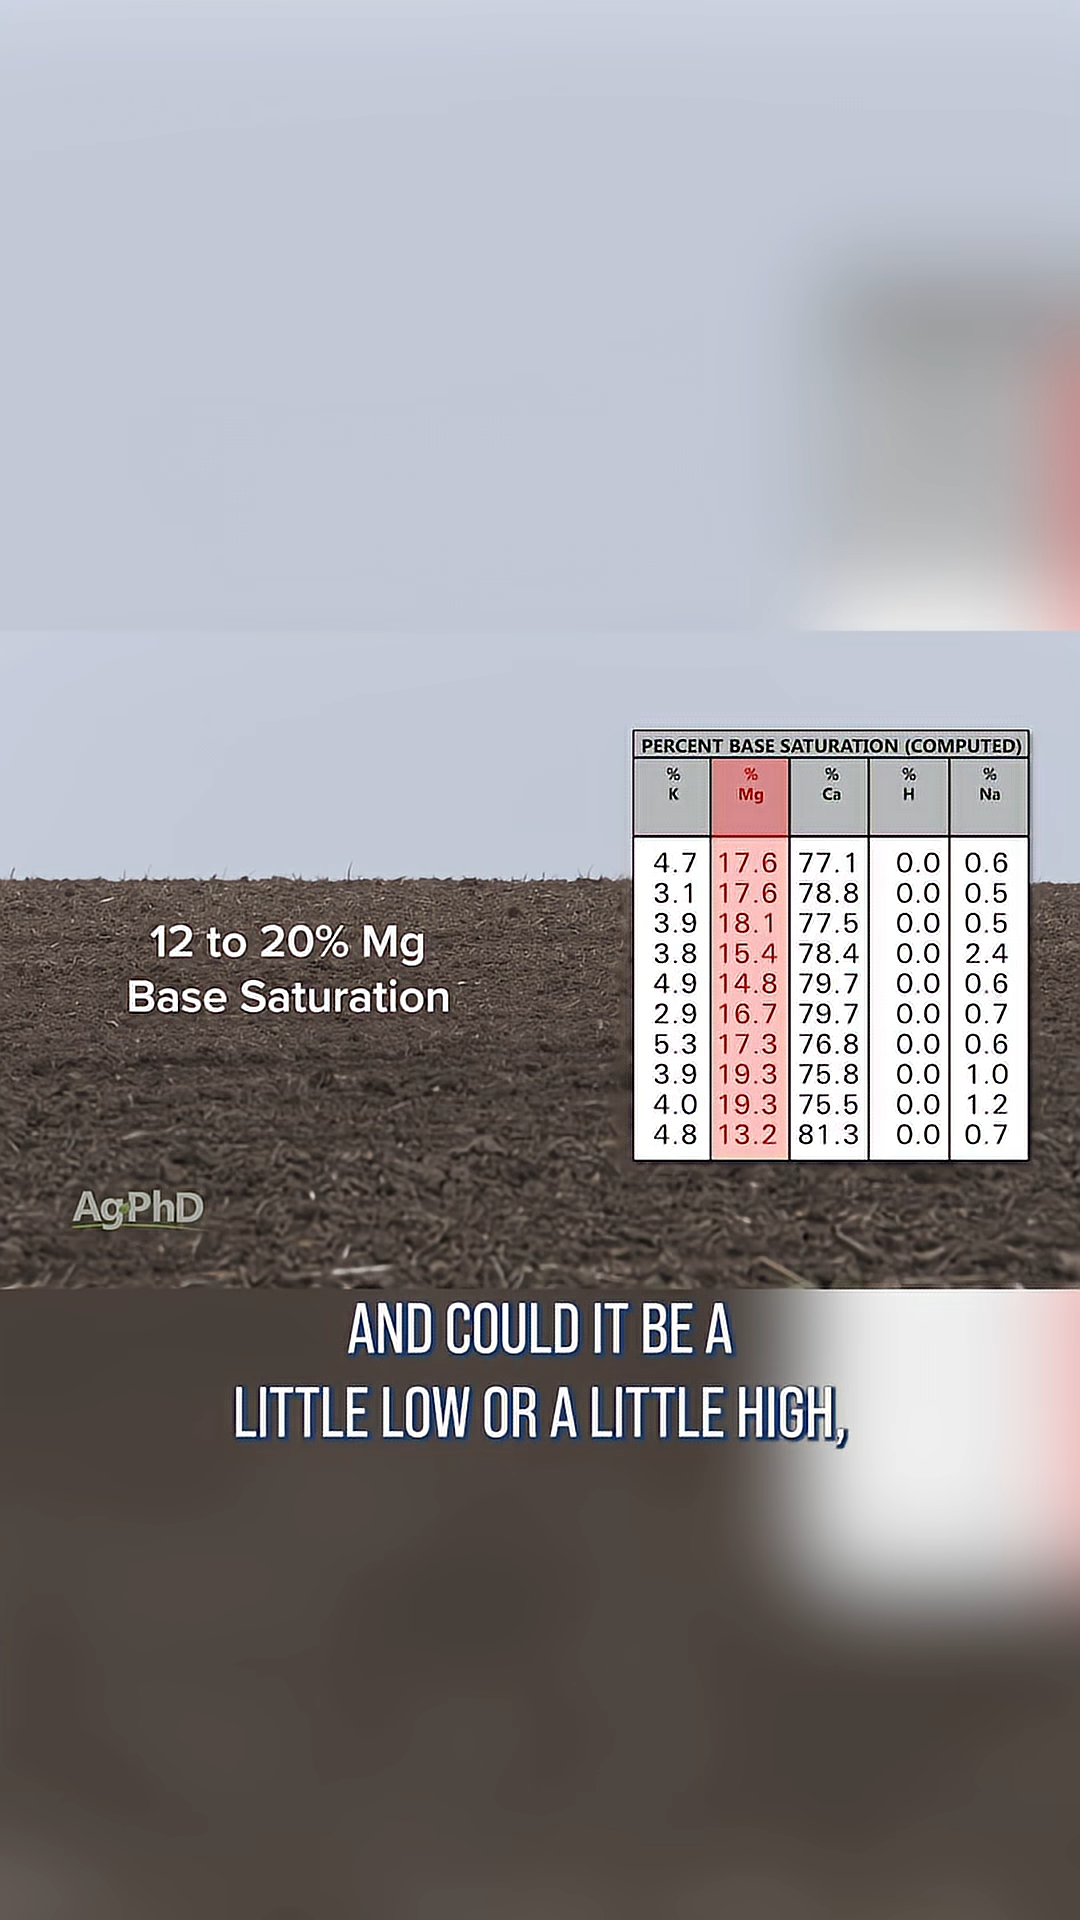 PERCENT BASE SATURATION (COMPUTED)
% K % Mg % Ca % H % Na
4.7 17.6 77.1 0.0 0.6
3.1 17.6 78.8 0.0 0.5
3.9 18.1 77.5 0.0 0.5
3.8 15.4 78.4 0.0 2.4
4.9 14.8 79.7 0.0 0.6
2.9 16.7 79.7 0.0 0.7
5.3 17.3 76.8 0.0 0.6
3.9 19.3 75.8 0.0 1.0
4.0 19.3 75.5 0.0 1.2
4.8 13.2 81.3 0.0 0.7
12 to 20% Mg
Base Saturation
AgPhD
AND COULD IT BE A
LITTLE LOW OR A LITTLE HIGH,